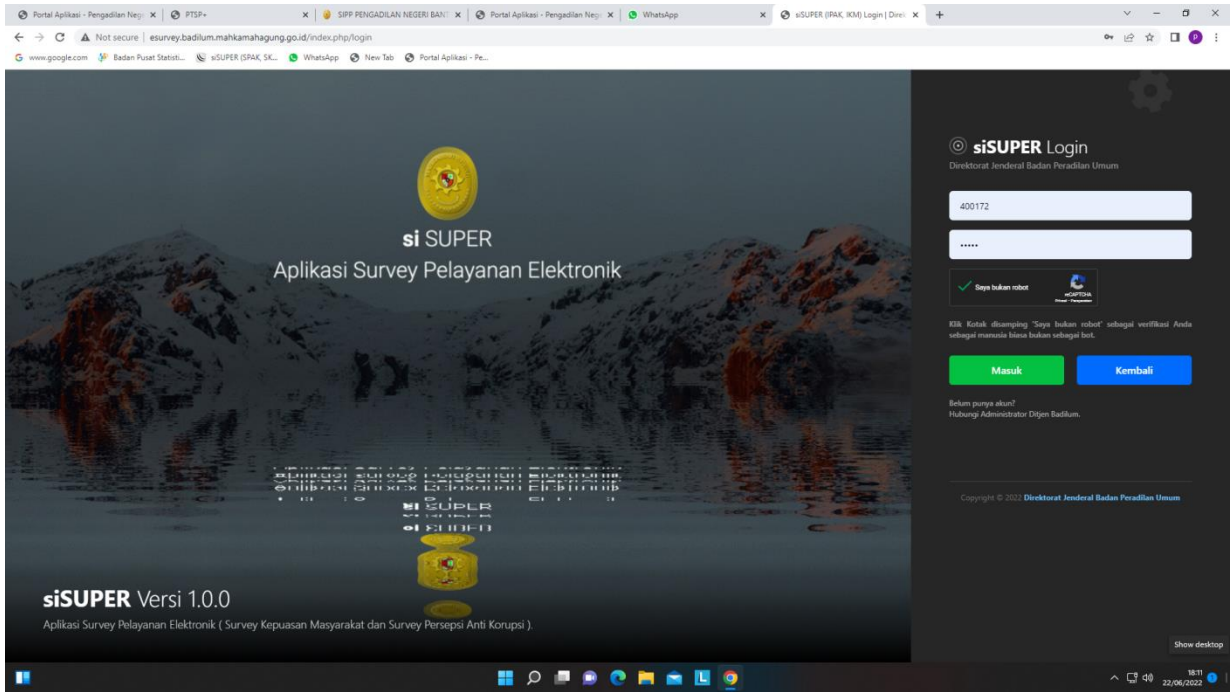 Portal Aplikasi - Pengadilan Nege
PTSP+
SIPP PENGADILAN NEGERI BANT
Portal Aplikasi - Pengadilan Nege
WhatsApp
siSUPER (IPAK, IKM) Login | Direk
Not secure | esurvey.badilum.mahkamahagung.go.id/index.php/login
www.google.com
Badan Pusat Statisti...
siSUPER (SPAK, SK...
WhatsApp
New Tab
Portal Aplikasi - Pe...
si SUPER
Aplikasi Survey Pelayanan Elektronik
siSUPER Versi 1.0.0
Aplikasi Survey Pelayanan Elektronik ( Survey Kepuasan Masyarakat dan Survey Persepsi Anti Korupsi ).
siSUPER Login
Direktorat Jenderal Badan Peradilan Umum
400172
•••••
Saya bukan robot
reCAPTCHA
Klik Kotak disamping 'Saya bukan robot' sebagai verifikasi Anda
sebagai manusia biasa bukan sebagai bot.
Masuk
Kembali
Belum punya akun?
Hubungi Administrator Ditjen Badilum.
Copyright © 2022 Direktorat Jenderal Badan Peradilan Umum
Show desktop
18:11
22/06/2022